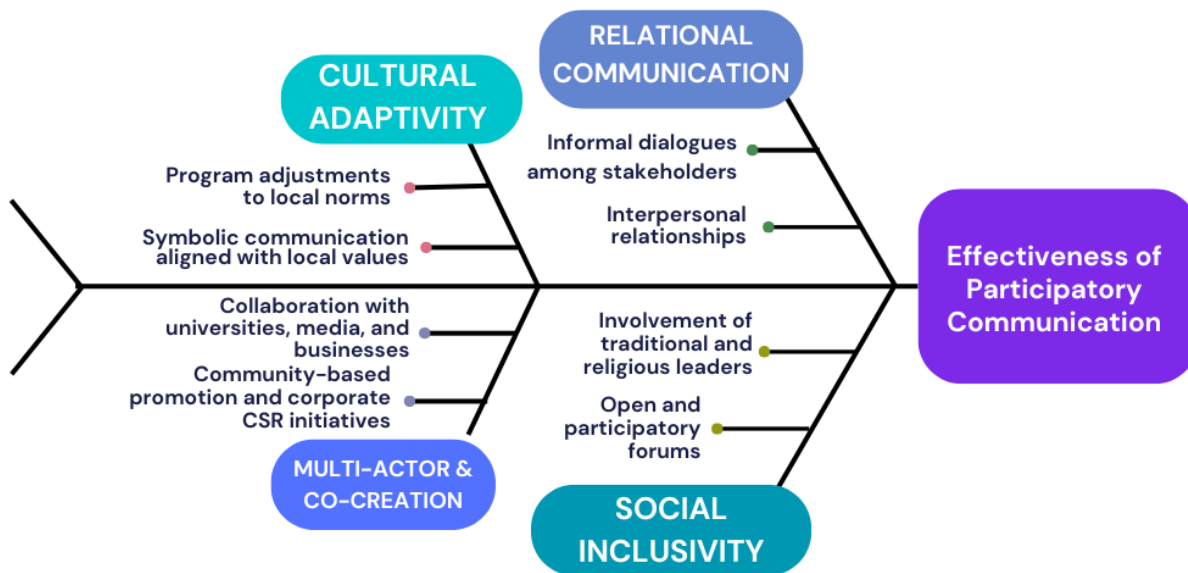 RELATIONAL
COMMUNICATION
CULTURAL
ADAPTIVITY
Informal dialogues
among stakeholders
Program adjustments
to local norms
Interpersonal
relationships
Symbolic communication
aligned with local values
Effectiveness of
Participatory
Communication
Collaboration with
universities, media, and
businesses
Involvement of
traditional and
religious leaders
Community-based
promotion and corporate
CSR initiatives
Open and
participatory
forums
MULTI-ACTOR &
CO-CREATION
SOCIAL
INCLUSIVITY